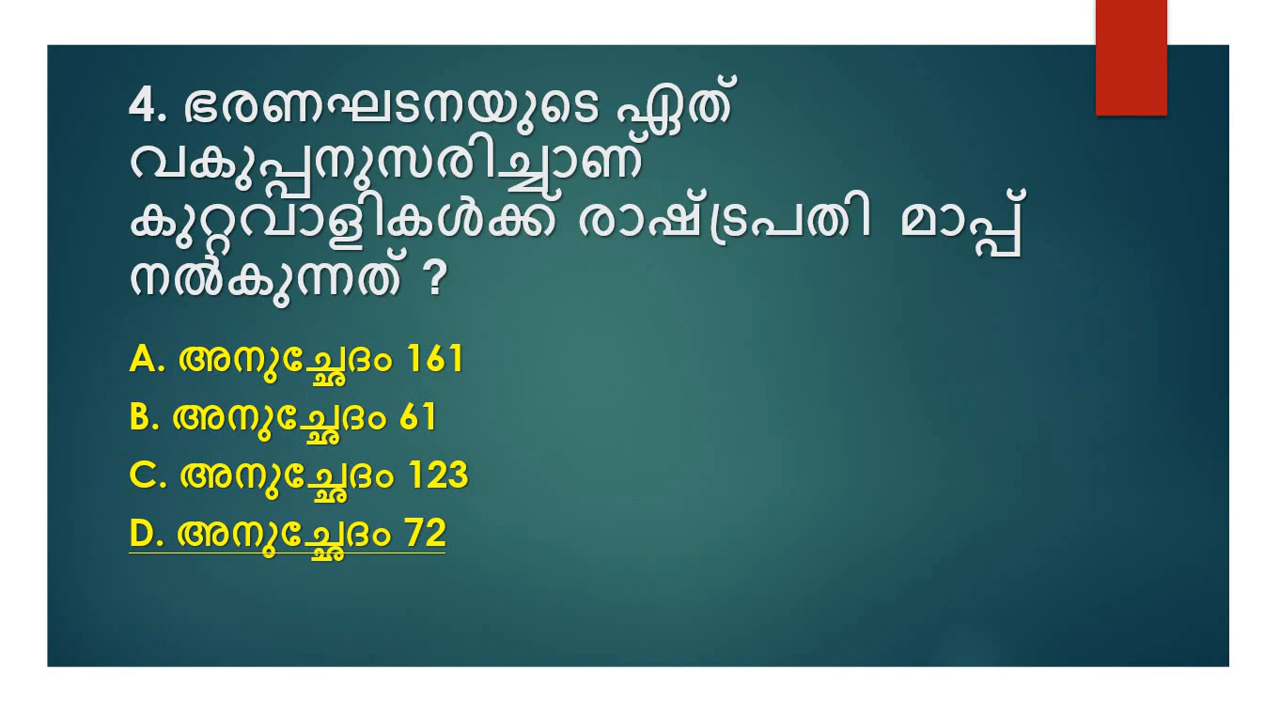 4. ഭരണഘടനയുടെ ഏത്
വകുപ്പനുസരിച്ചാണ്
കുറ്റവാളികൾക്ക് രാഷ്ട്രപതി മാപ്പ്
നൽകുന്നത് ?
A. അനുച്ഛേദം 161
B. അനുച്ഛേദം 61
C. അനുച്ഛേദം 123
D. അനുച്ഛേദം 72